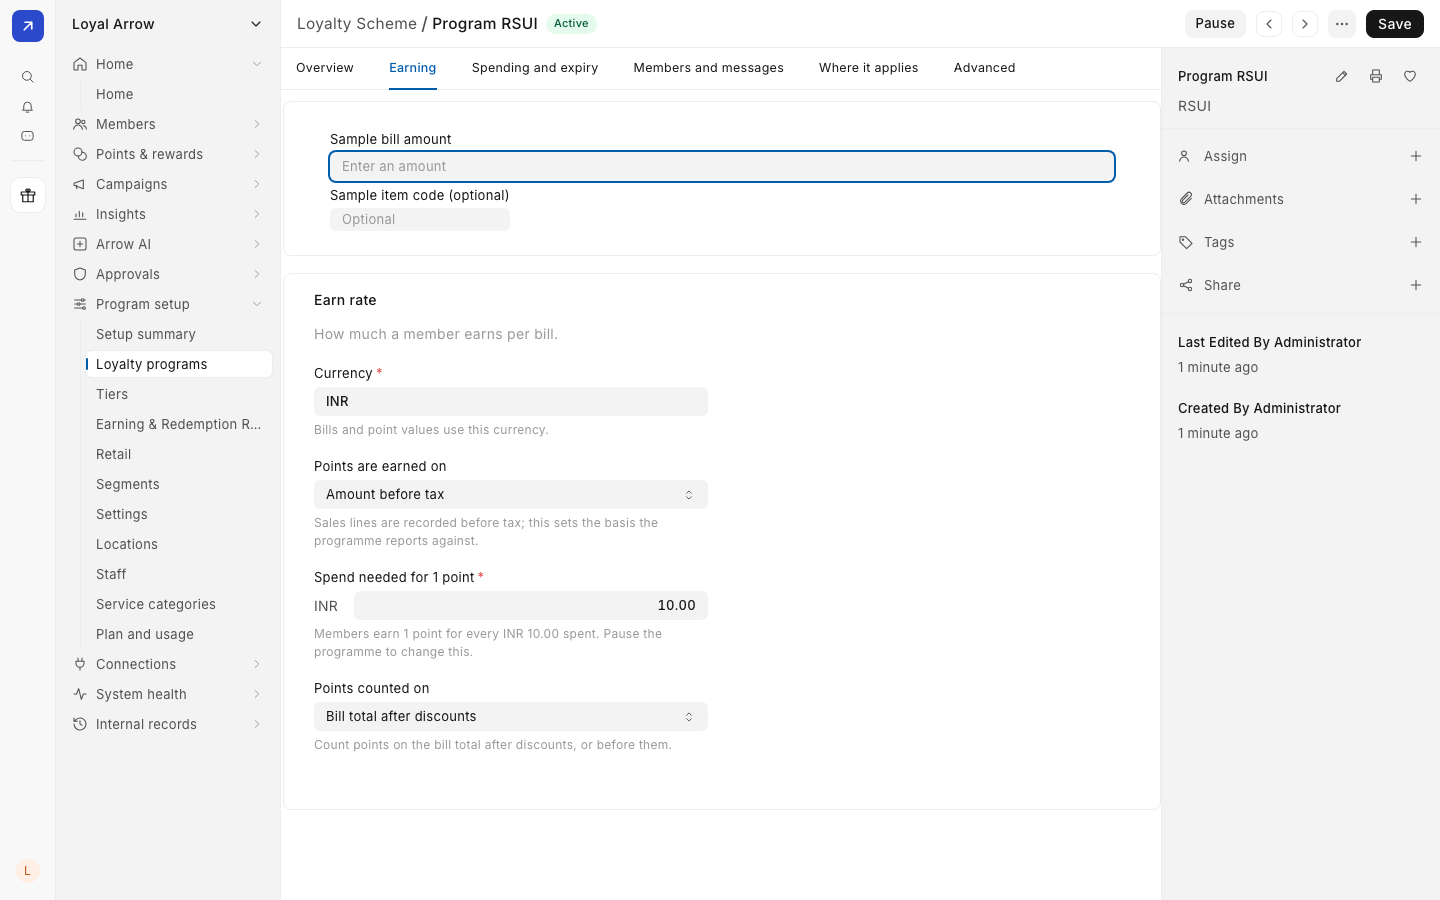 Loyal Arrow
Home
Home
Members
Points & rewards
Campaigns
Insights
Arrow AI
Approvals
Program setup
Setup summary
Loyalty programs
Tiers
Earning & Redemption R...
Retail
Segments
Settings
Locations
Staff
Service categories
Plan and usage
Connections
System health
Internal records
L
Loyalty Scheme / Program RSUI Active
Pause
Save
Overview Earning Spending and expiry Members and messages Where it applies Advanced
Sample bill amount
Enter an amount
Sample item code (optional)
Optional
Earn rate
How much a member earns per bill.
Currency *
INR
Bills and point values use this currency.
Points are earned on
Amount before tax
Sales lines are recorded before tax; this sets the basis the
programme reports against.
Spend needed for 1 point *
INR 10.00
Members earn 1 point for every INR 10.00 spent. Pause the
programme to change this.
Points counted on
Bill total after discounts
Count points on the bill total after discounts, or before them.
Program RSUI
RSUI
Assign
Attachments
Tags
Share
Last Edited By Administrator
1 minute ago
Created By Administrator
1 minute ago